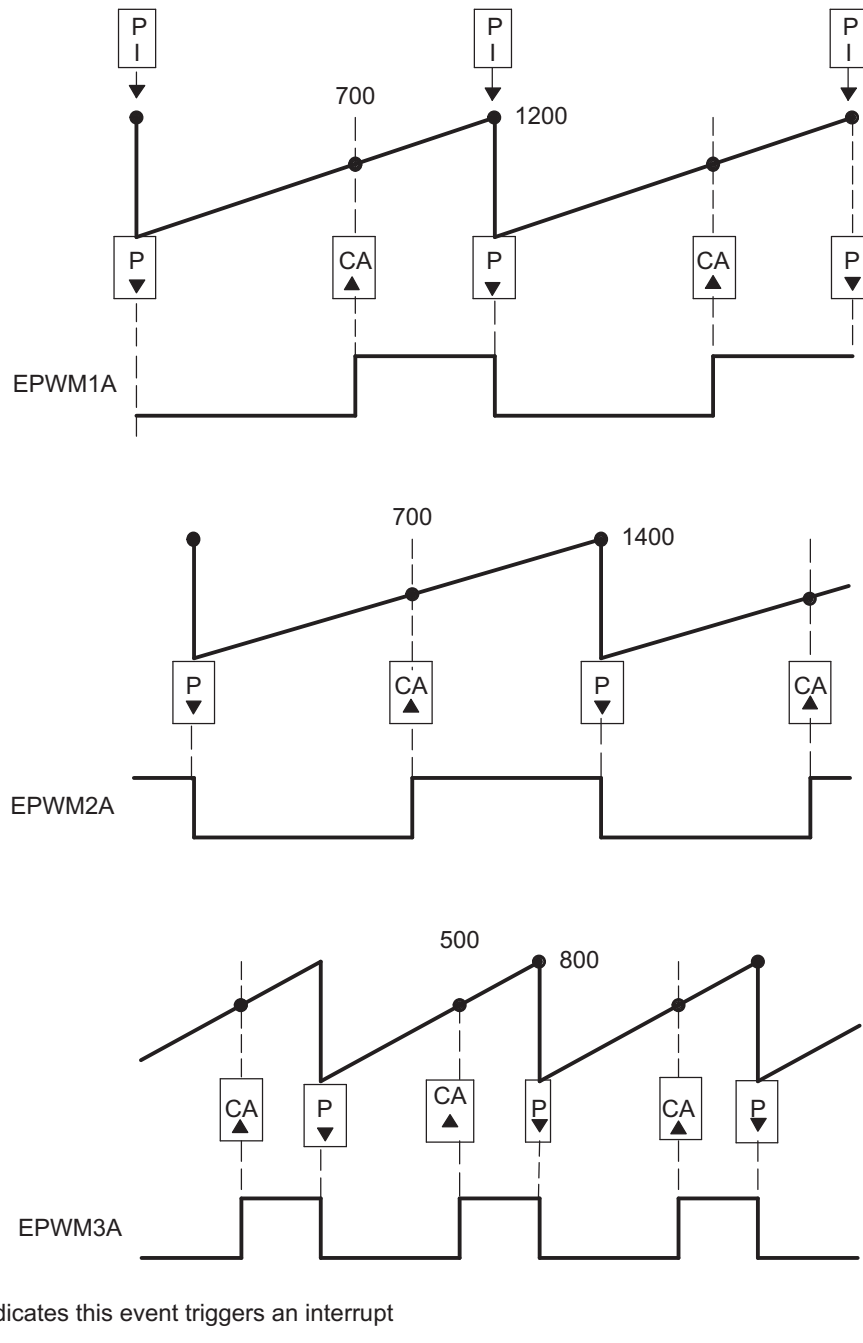 P
I
P
I
P
I
700
1200
P
CA
P
CA
P
EPWM1A
700
1400
P
CA
P
CA
EPWM2A
500
800
CA
P
CA
P
CA
P
EPWM3A
dicates this event triggers an interrupt